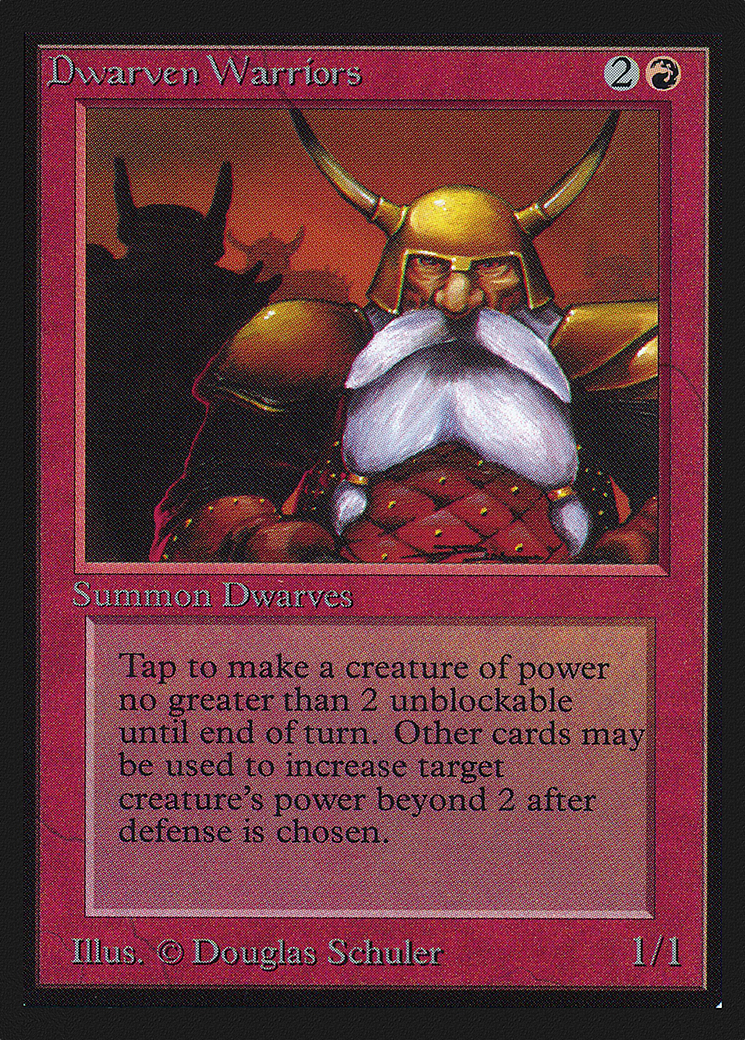 Dwarven Warriors 2
Summon Dwarves
Tap to make a creature of power
no greater than 2 unblockable
until end of turn. Other cards may
be used to increase target
creature's power beyond 2 after
defense is chosen.
Illus. © Douglas Schuler 1/1